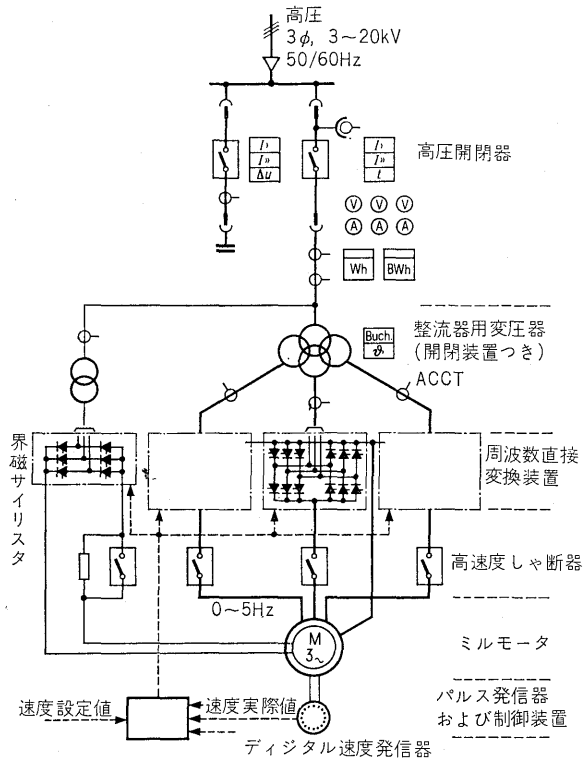 高圧
3φ, 3～20kV
50/60Hz
I›
I»
Δu
I›
I»
t
高圧開閉器
V V V
A A A
Wh
BWh
Buch.
ϑ
整流器用変圧器
(開閉装置つき)
ACCT
界磁サイリスタ
周波数直接
変換装置
高速度しゃ断器
0～5Hz
M
3～
ミルモータ
速度設定値
速度実際値
パルス発信器
および制御装置
ディジタル速度発信器